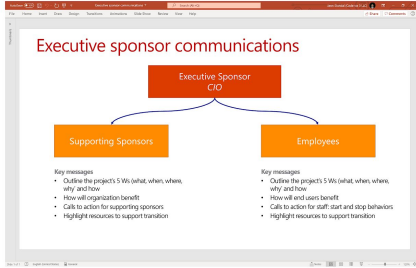 File Home Insert Draw Design Transitions Animations Slide Show Review View Help
Share Comments
Executive sponsor communications
Executive Sponsor
CIO
Supporting Sponsors
Employees
Key messages
• Outline the project's 5 Ws (what, when, where,
why' and how
• How will organization benefit
• Calls to action for supporting sponsors
• Highlight resources to support transition
Key messages
• Outline the project's 5 Ws (what, when, where,
why' and how
• How will end users benefit
• Calls to action for staff: start and stop behaviors
• Highlight resources to support transition